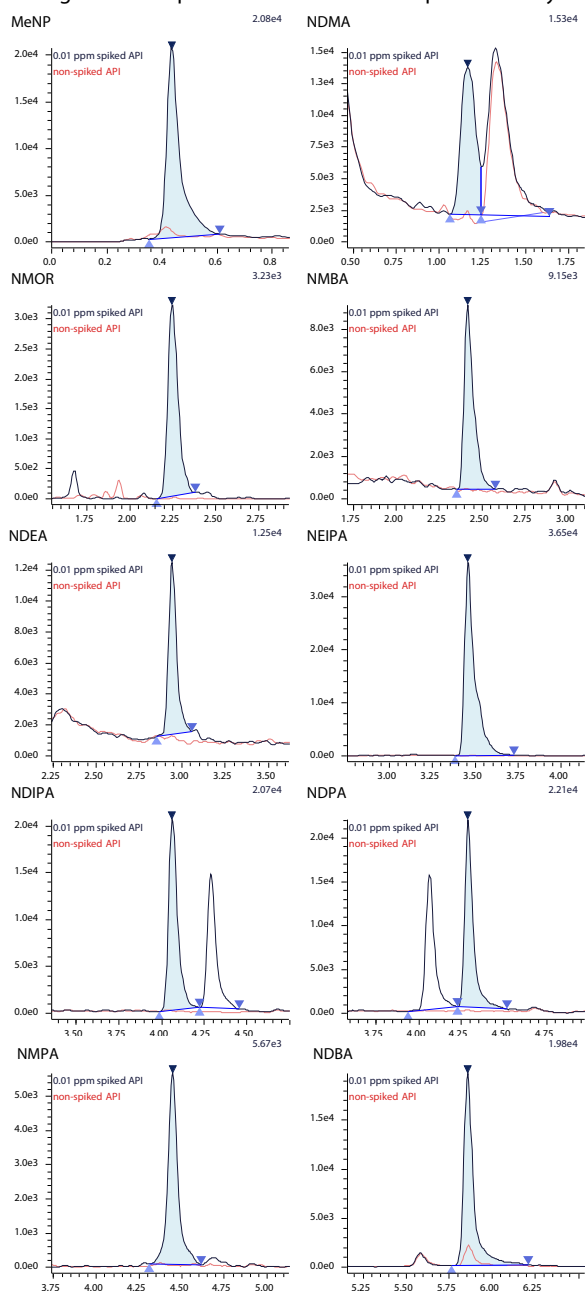 MeNP 2.08e4
0.01 ppm spiked API
non-spiked API
2.0e4
1.5e4
1.0e4
5.0e3
0.0e0
0.0 0.2 0.4 0.6 0.8
NDMA 1.53e4
0.01 ppm spiked API
non-spiked API
1.5e4
1.3e4
1.0e4
7.5e3
5.0e3
2.5e3
0.0e0
0.50 0.75 1.00 1.25 1.50 1.75
NMOR 3.23e3
0.01 ppm spiked API
non-spiked API
3.0e3
2.5e3
2.0e3
1.5e3
1.0e3
5.0e2
0.0e0
1.75 2.00 2.25 2.50 2.75
NMBA 9.15e3
0.01 ppm spiked API
non-spiked API
8.0e3
6.0e3
4.0e3
2.0e3
0.0e0
1.75 2.00 2.25 2.50 2.75 3.00
NDEA 1.25e4
0.01 ppm spiked API
non-spiked API
1.2e4
1.0e4
8.0e3
6.0e3
4.0e3
2.0e3
0.0e0
2.25 2.50 2.75 3.00 3.25 3.50
NEIPA 3.65e4
0.01 ppm spiked API
non-spiked API
3.0e4
2.0e4
1.0e4
0.0e0
3.00 3.25 3.50 3.75 4.00
NDIPA 2.07e4
0.01 ppm spiked API
non-spiked API
2.0e4
1.5e4
1.0e4
5.0e3
0.0e0
3.50 3.75 4.00 4.25 4.50
NDPA 2.21e4
0.01 ppm spiked API
non-spiked API
2.0e4
1.5e4
1.0e4
5.0e3
0.0e0
3.75 4.00 4.25 4.50 4.75
NMPA 5.67e3
0.01 ppm spiked API
non-spiked API
5.0e3
4.0e3
3.0e3
2.0e3
1.0e3
0.0e0
3.75 4.00 4.25 4.50 4.75 5.00
NDBA 1.98e4
0.01 ppm spiked API
non-spiked API
1.5e4
1.0e4
5.0e3
0.0e0
5.25 5.50 5.75 6.00 6.25